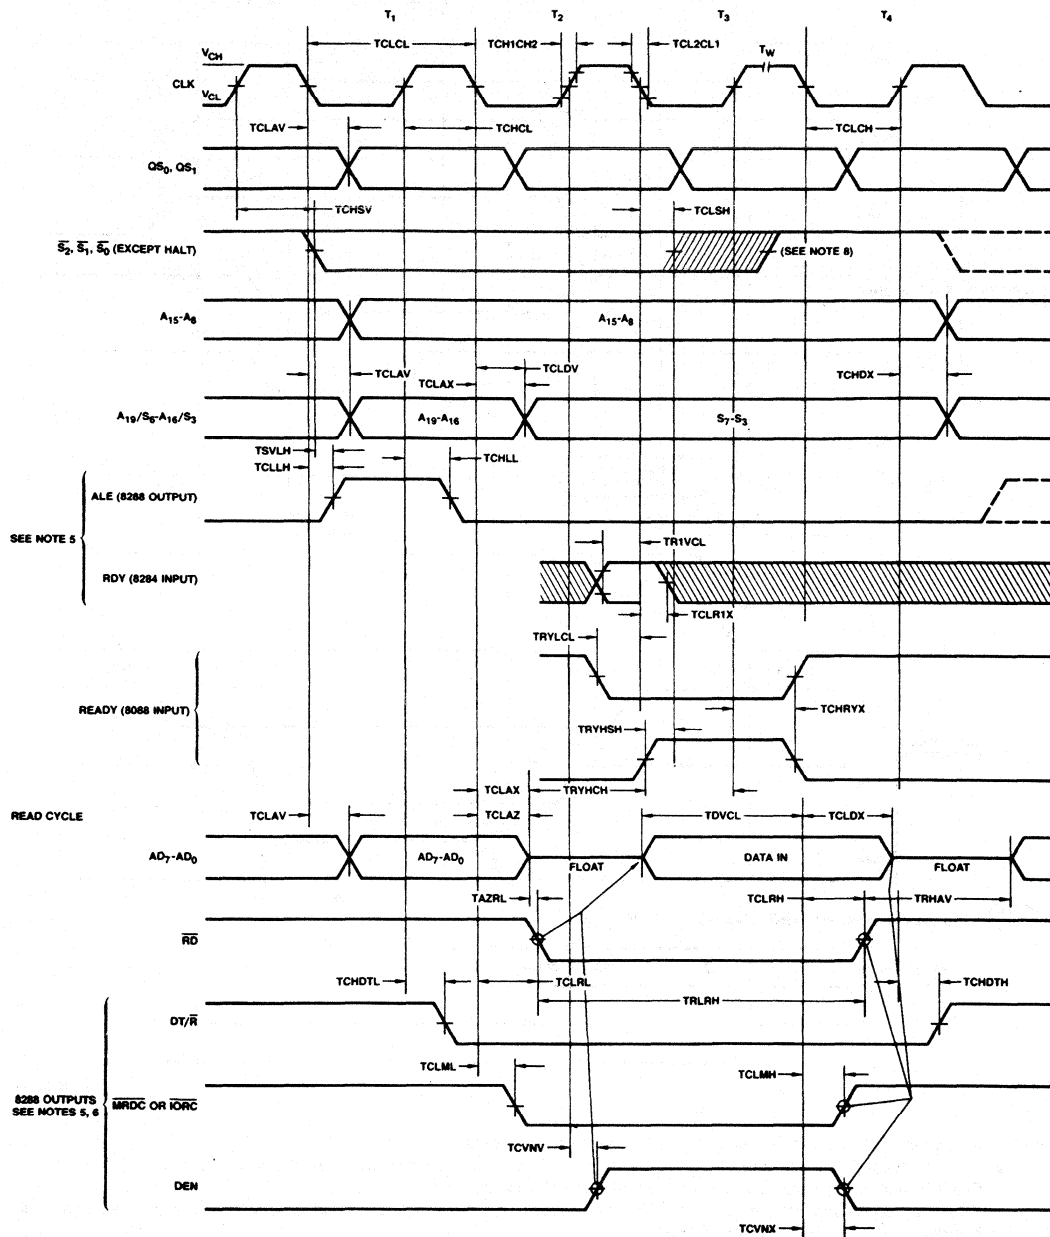 T1 T2 T3 T4
TCLCL TCH1CH2 TCL2CL1 TW
VCH
CLK
VCL
TCLAV TCHCL TCLCH
QS0, QS1
TCHSV TCLSH
S̅2, S̅1, S̅0 (EXCEPT HALT) (SEE NOTE 8)
A15-A8 A15-A8
TCLAV TCLAX TCLDV TCHDX
A19/S6-A16/S3 A19-A16 S7-S3
TSVLH
TCLLH TCHLL
ALE (8288 OUTPUT)
SEE NOTE 5
TR1VCL
RDY (8284 INPUT)
TCLR1X
TRYLCL
READY (8088 INPUT)
TCHRYX
TRYHSH
TCLAX TRYHCH
READ CYCLE
TCLAV TCLAZ TDVCL TCLDX
AD7-AD0 AD7-AD0 FLOAT DATA IN FLOAT
TAZRL TCLRH TRHAV
R̅D̅
TCHDTL TCLRL TRLRH TCHDTH
DT/R̅
TCLML TCLMH
8288 OUTPUTS
SEE NOTES 5, 6
M̅R̅D̅C̅ OR I̅O̅R̅C̅
TCVNV
DEN
TCVNX